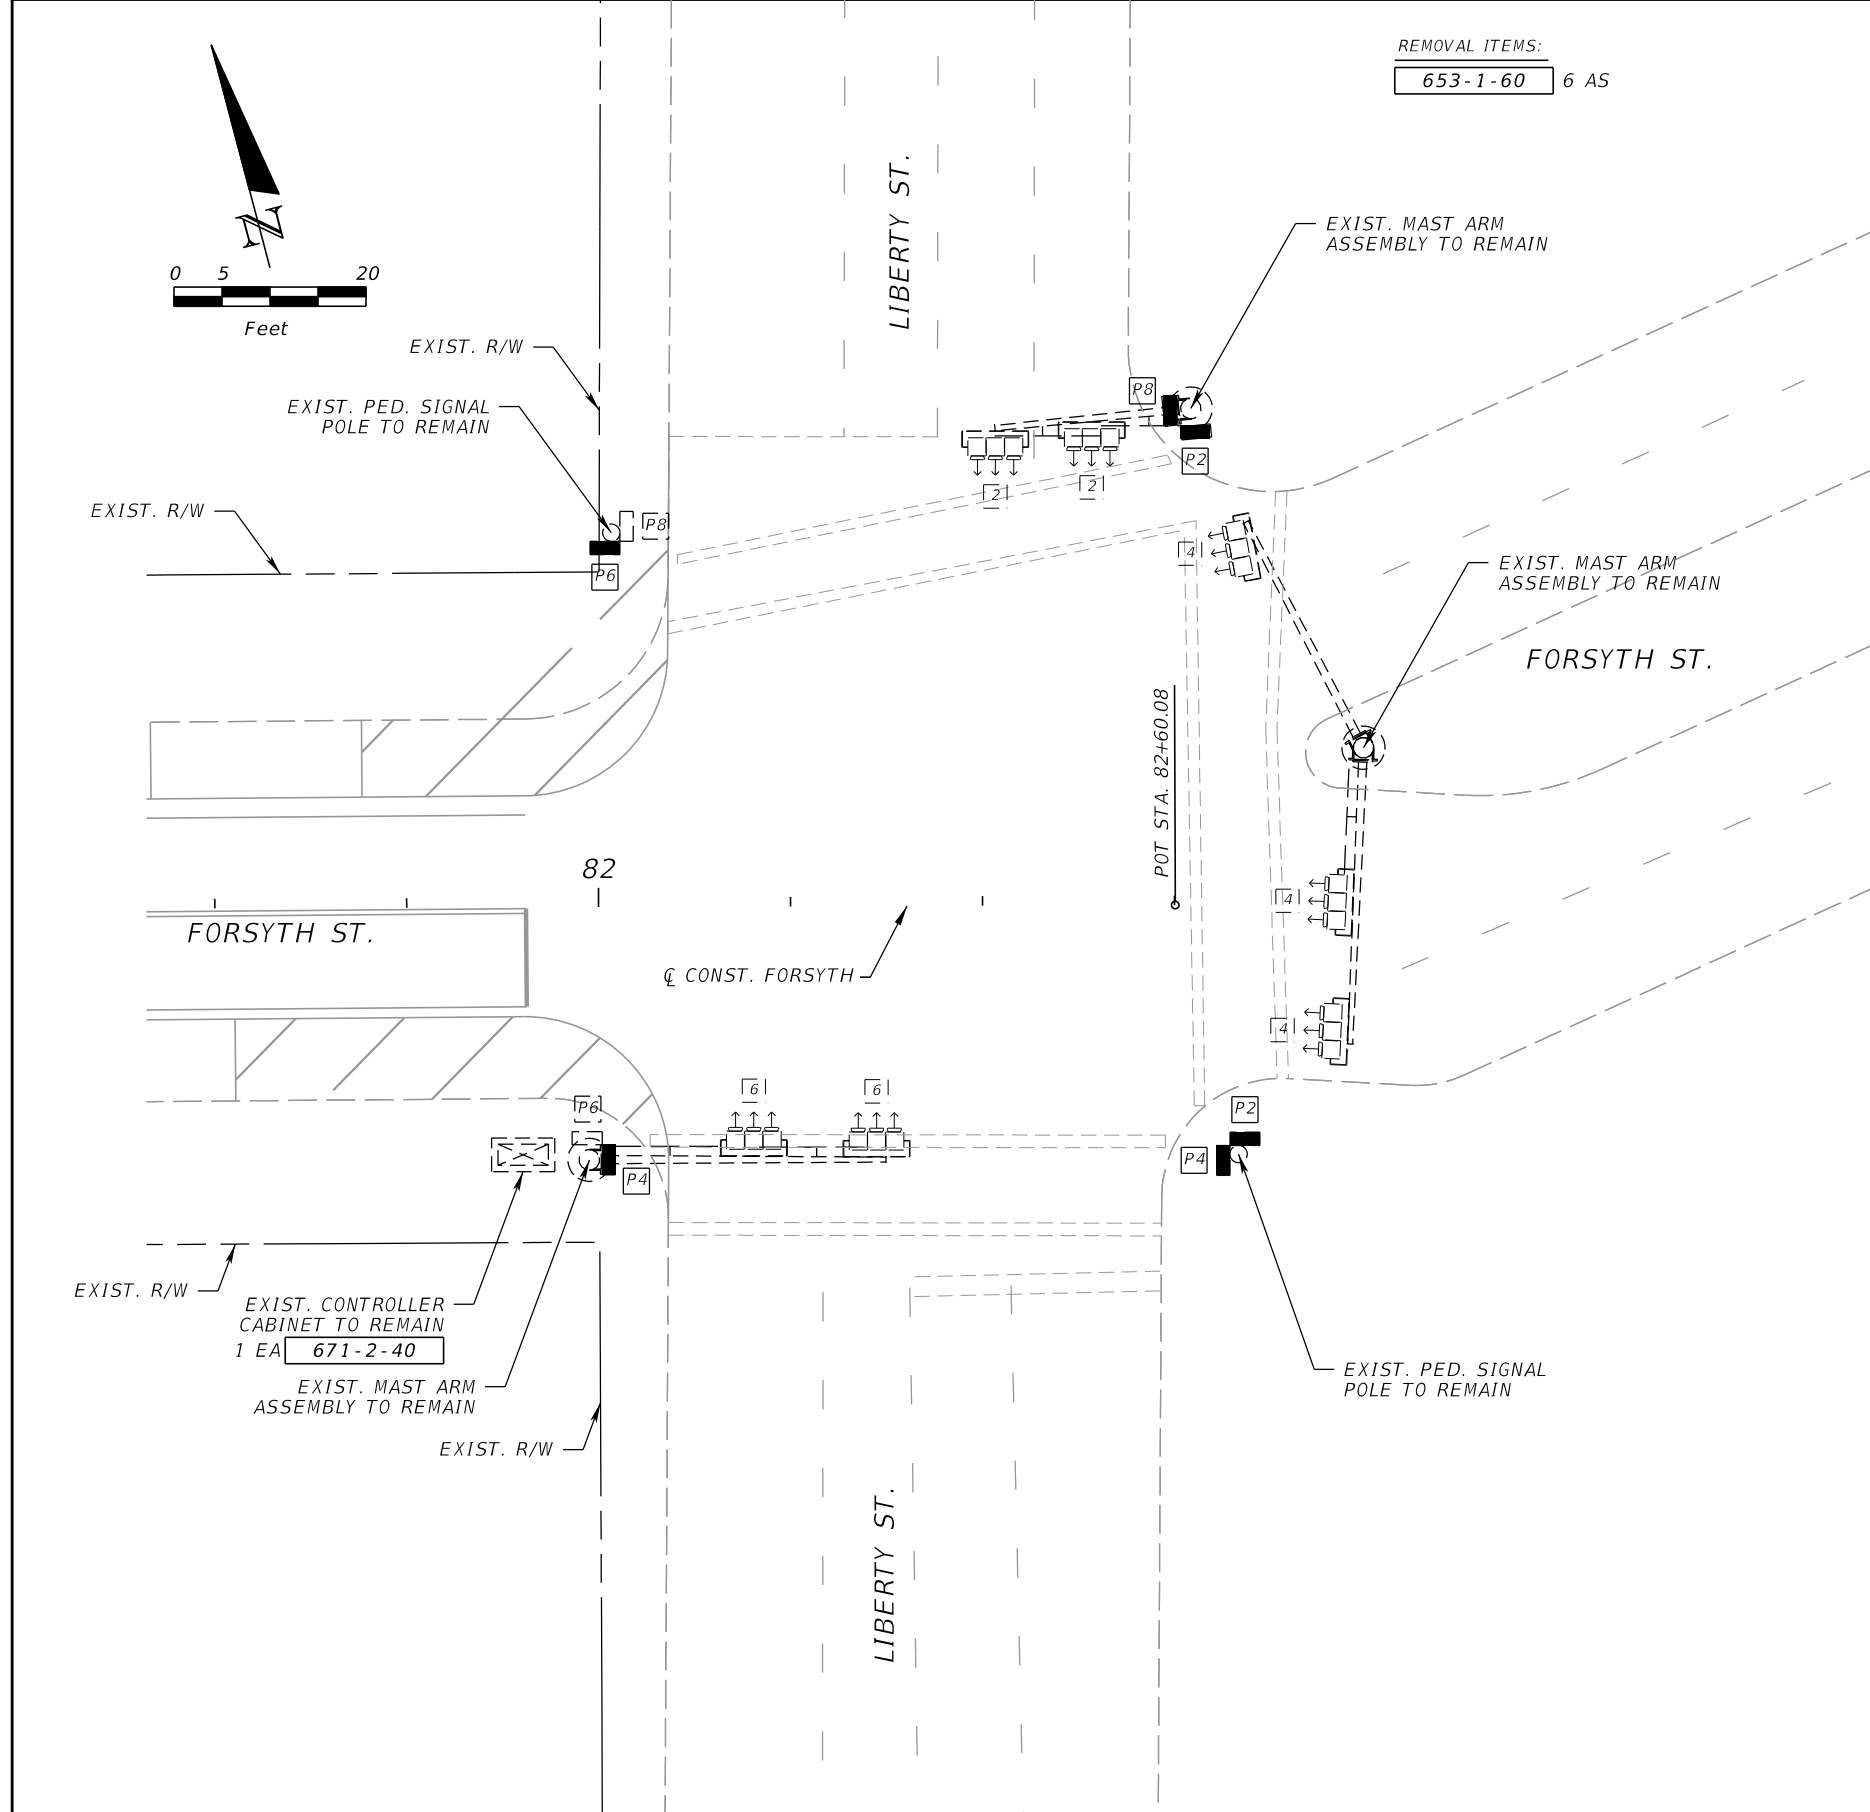 REMOVAL ITEMS:
653-1-60 6 AS
N
0 5 20
Feet
LIBERTY ST.
EXIST. MAST ARM
ASSEMBLY TO REMAIN
EXIST. R/W
EXIST. PED. SIGNAL
POLE TO REMAIN
P8
P2
2
2
EXIST. R/W
P8
P6
4
EXIST. MAST ARM
ASSEMBLY TO REMAIN
FORSYTH ST.
POT STA. 82+60.08
82
FORSYTH ST.
℄ CONST. FORSYTH
4
4
6
6
P6
P4
P2
P4
EXIST. R/W
EXIST. CONTROLLER
CABINET TO REMAIN
1 EA 671-2-40
EXIST. MAST ARM
ASSEMBLY TO REMAIN
EXIST. R/W
EXIST. PED. SIGNAL
POLE TO REMAIN
LIBERTY ST.